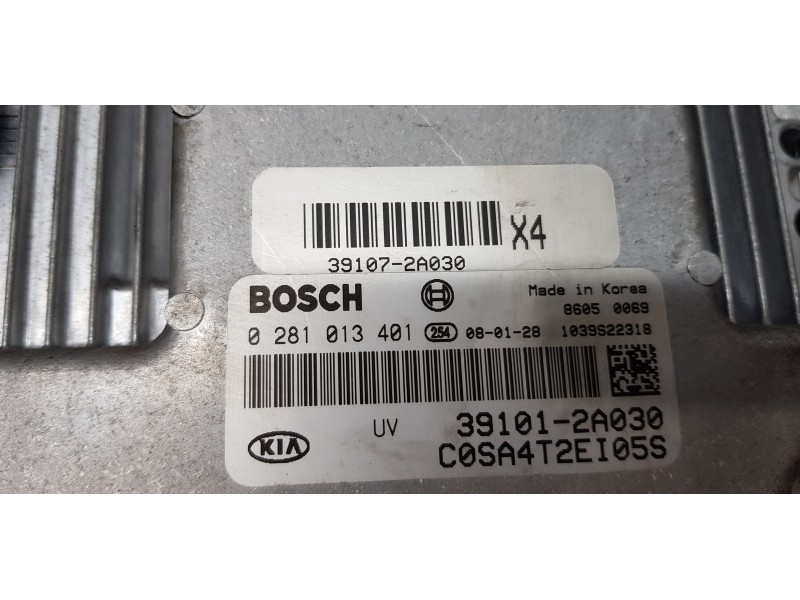 X4
39107-2A030
BOSCH Made in Korea
8605 0069
0 281 013 401 254 08-01-28 1039S22318
UV 39101-2A030
KIA C0SA4T2EI05S